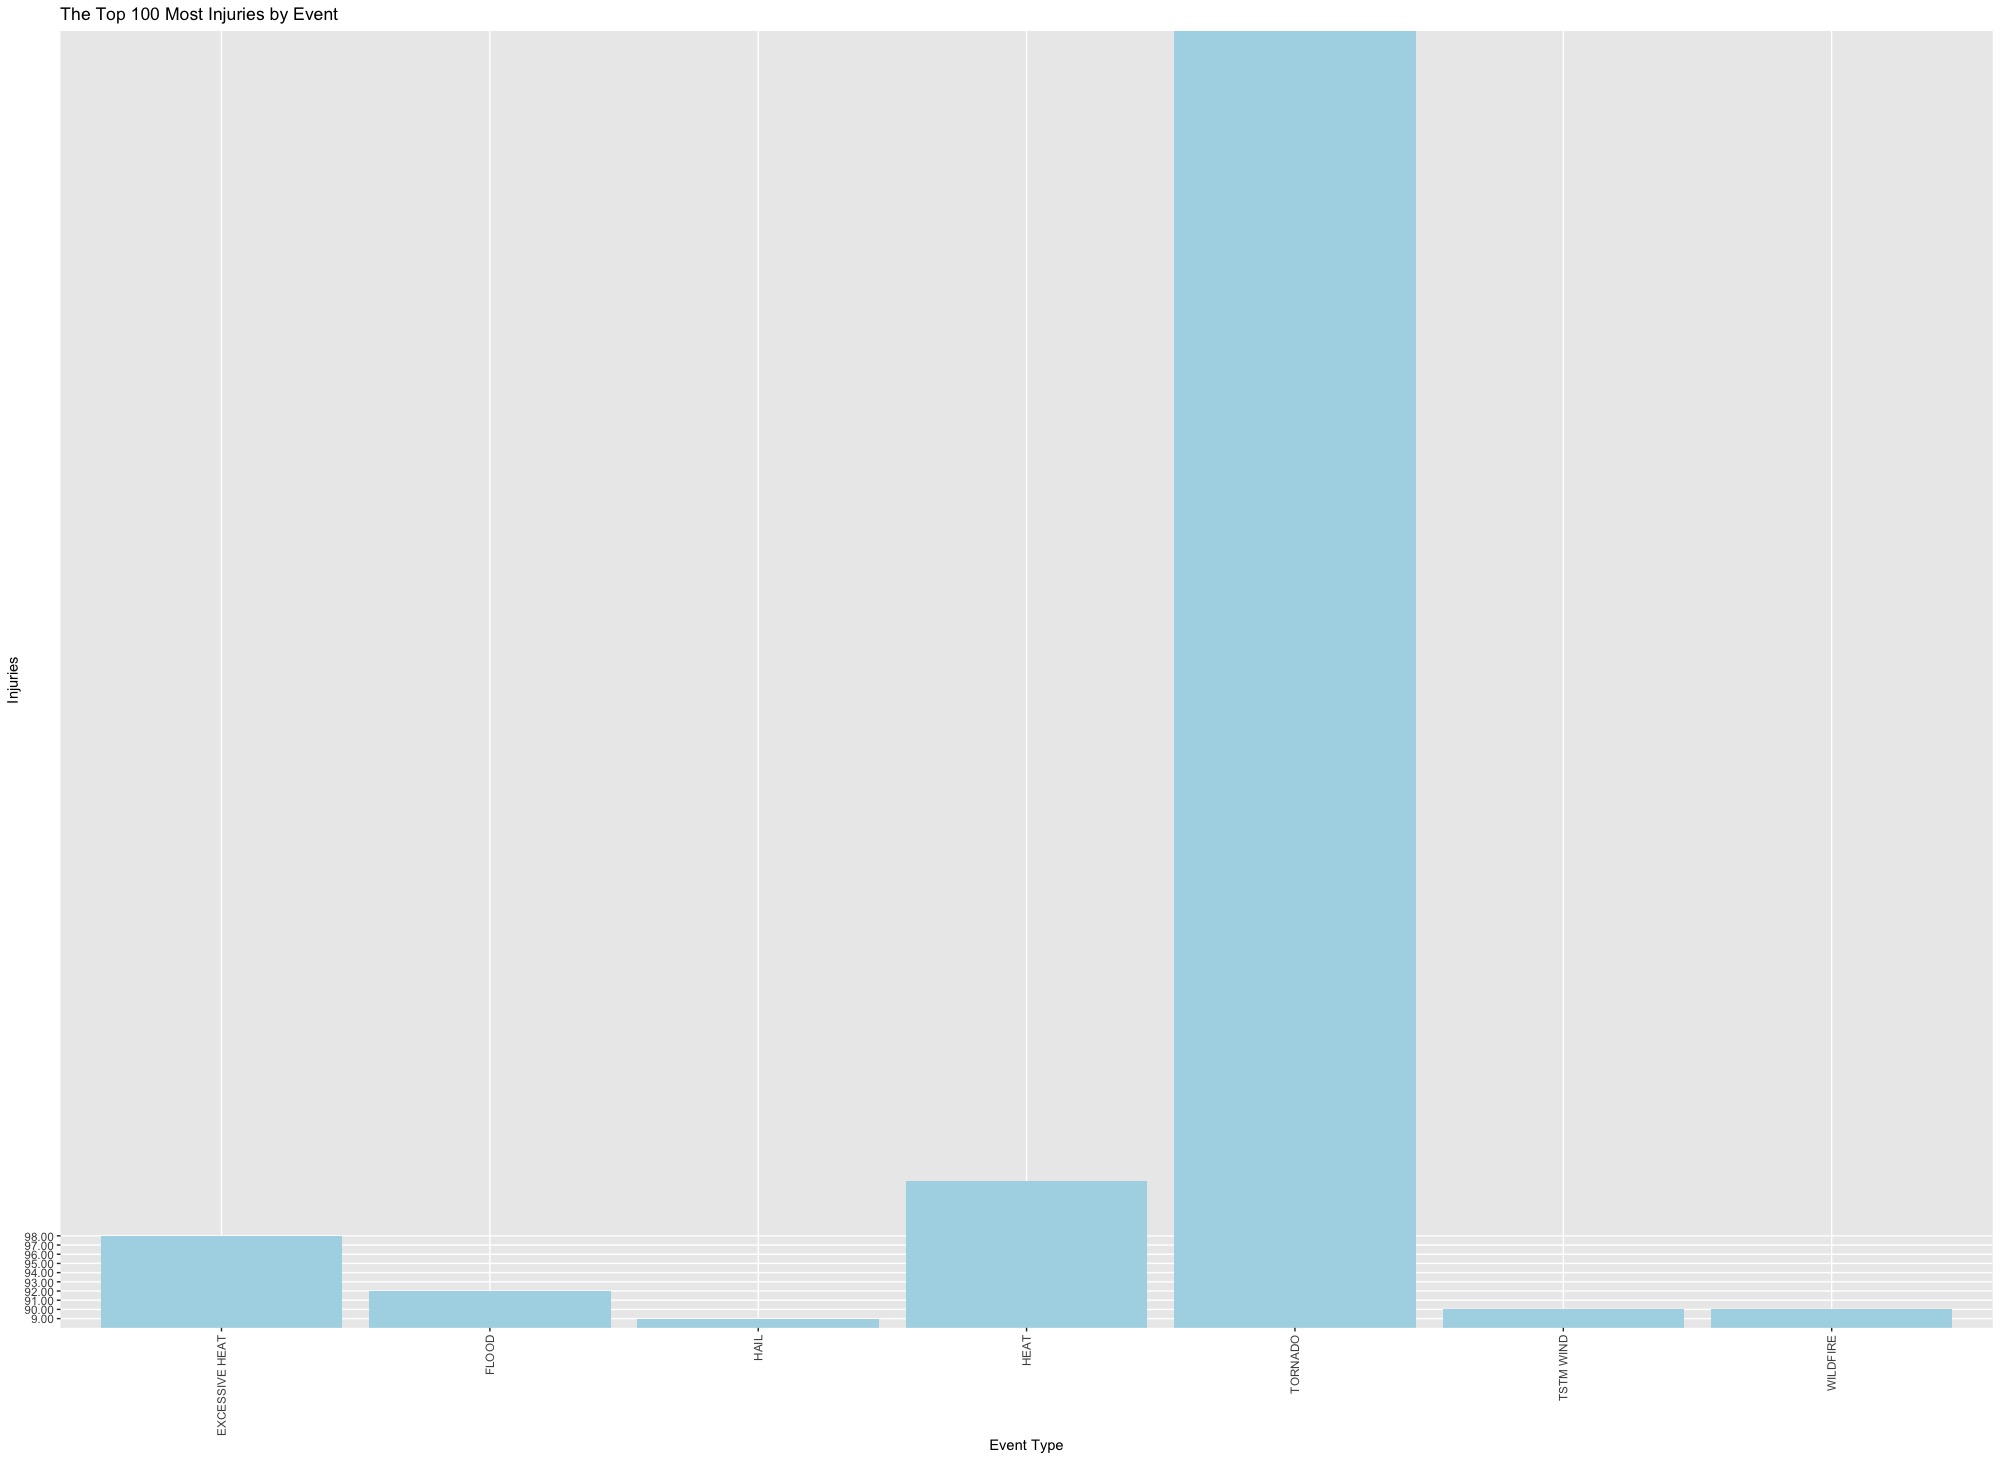 The Top 100 Most Injuries by Event
Injuries
98.00
97.00
96.00
95.00
94.00
93.00
92.00
91.00
90.00
9.00
EXCESSIVE HEAT
FLOOD
HAIL
HEAT
TORNADO
TSTM WIND
WILDFIRE
Event Type